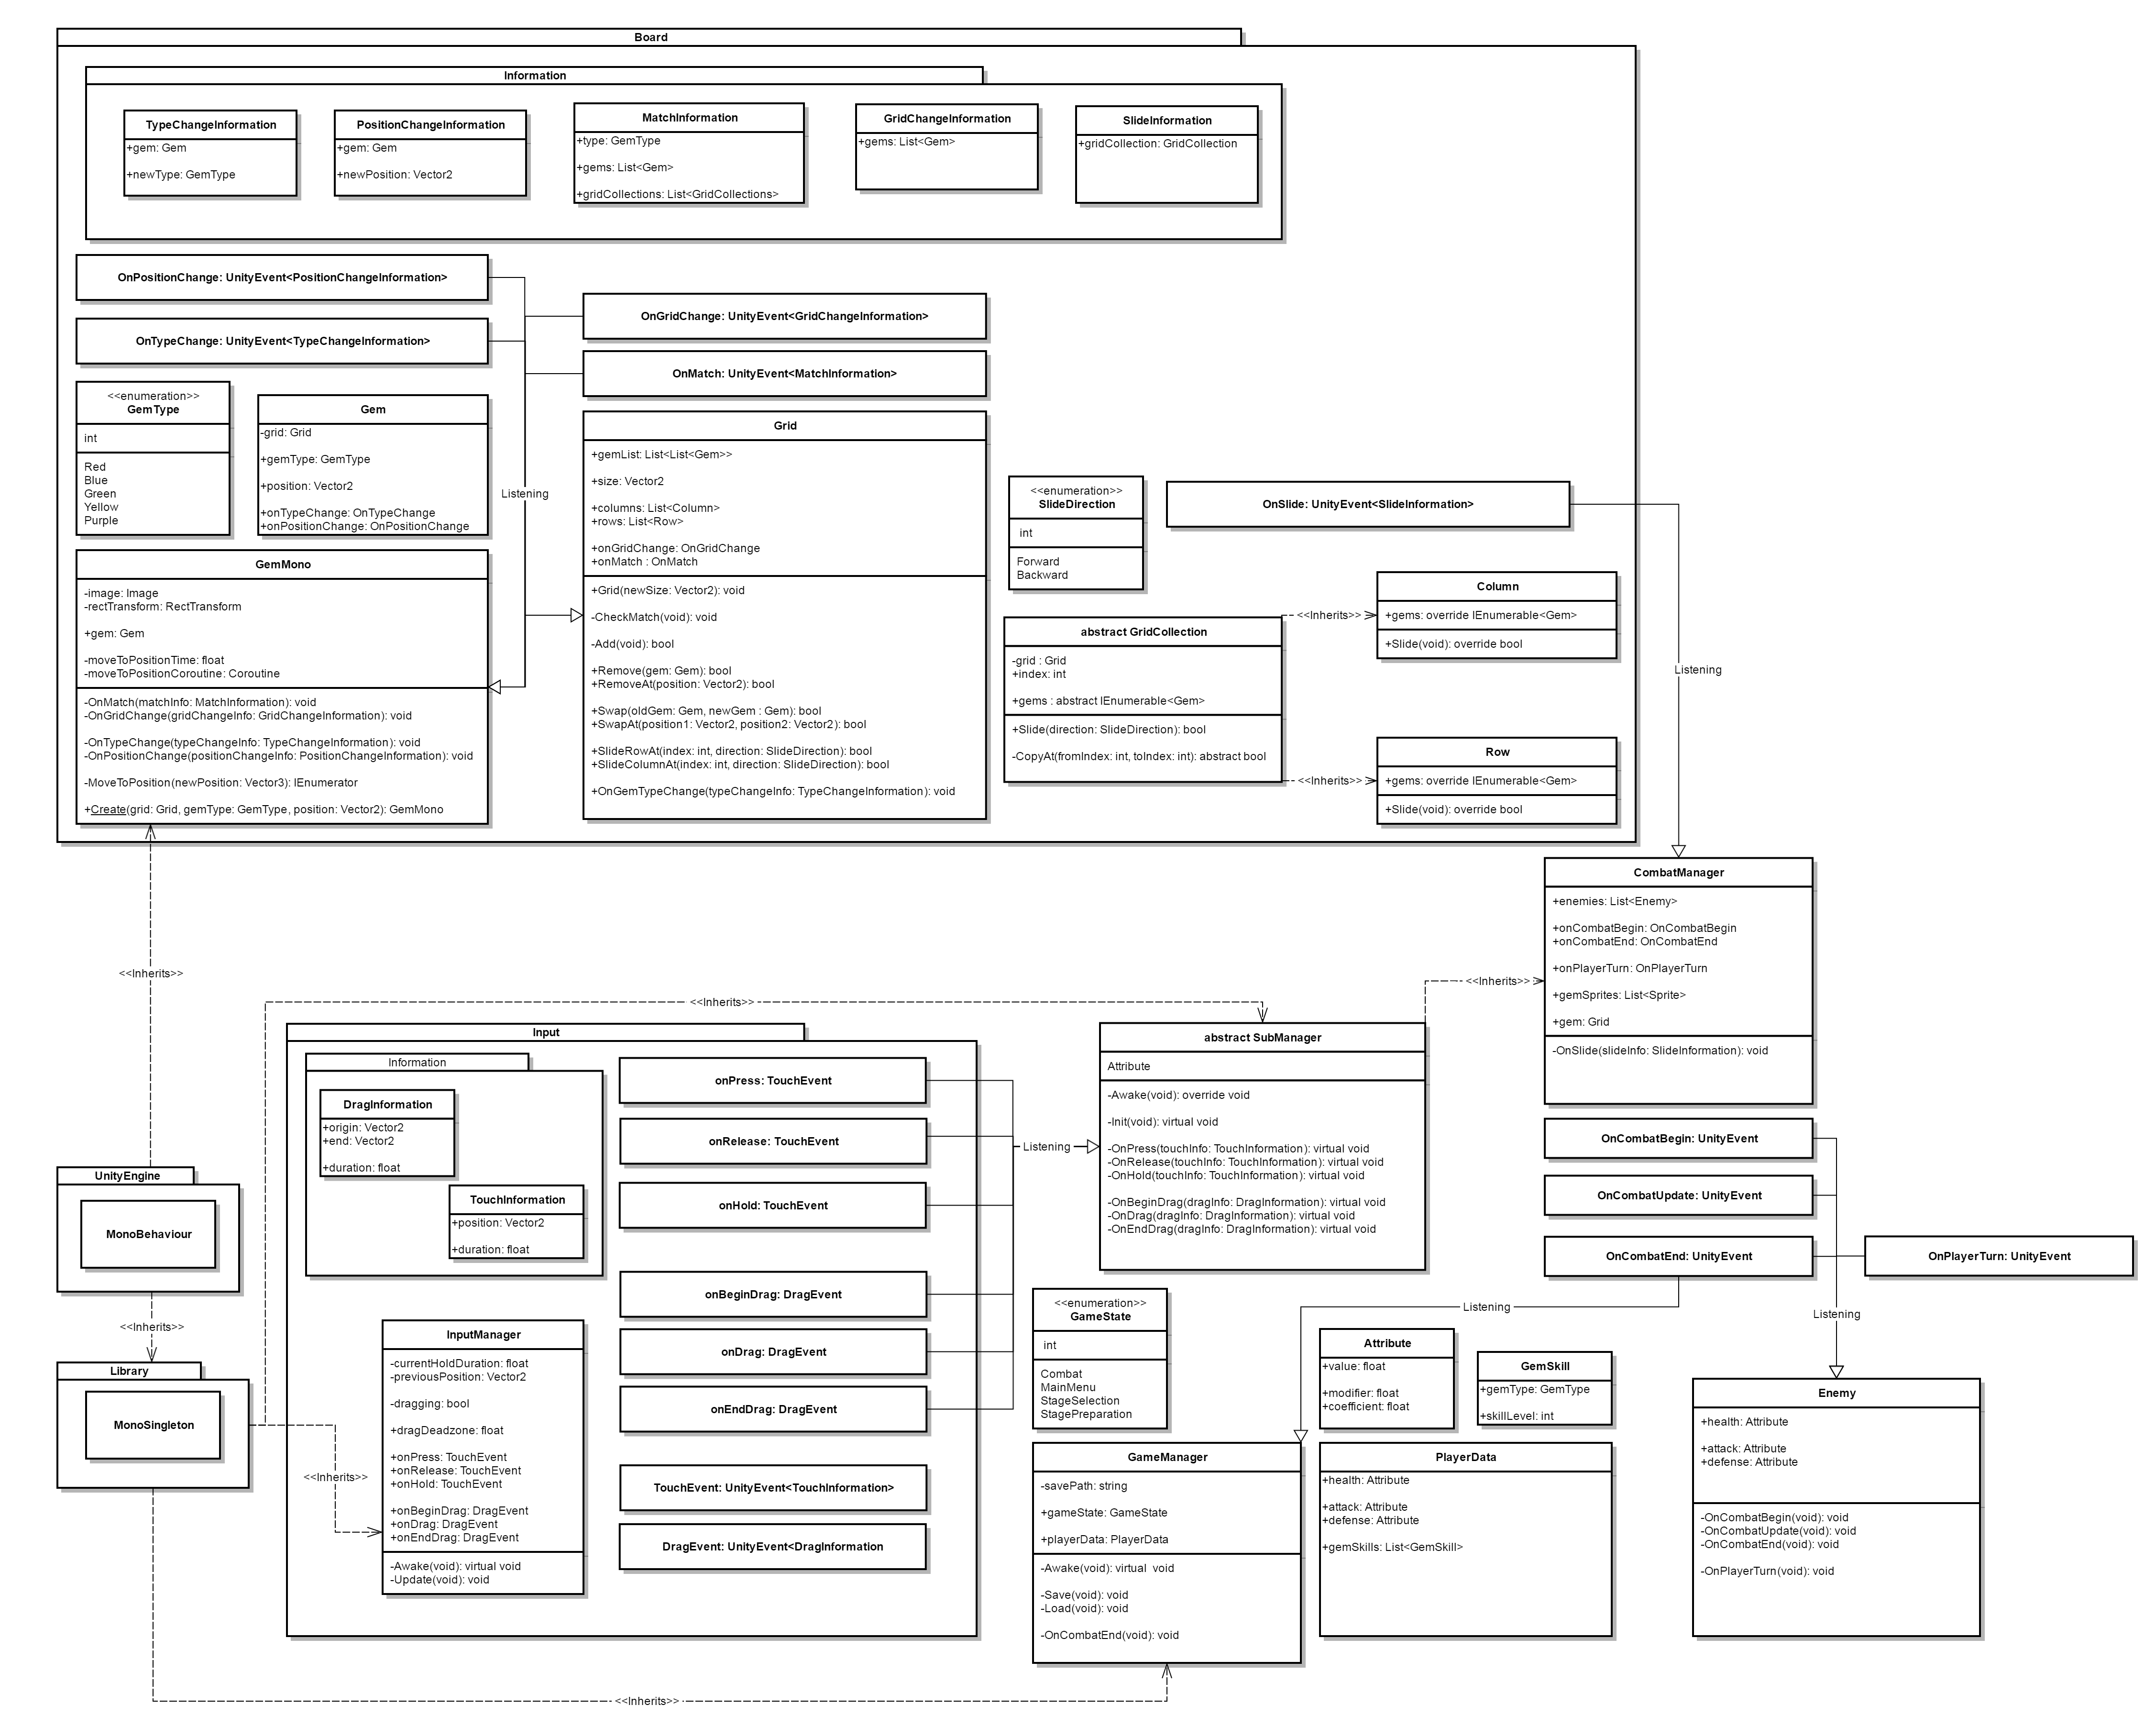 Board
Information
TypeChangeInformation
+gem: Gem
+newType: GemType
PositionChangeInformation
+gem: Gem
+newPosition: Vector2
MatchInformation
+type: GemType
+gems: List<Gem>
+gridCollections: List<GridCollections>
GridChangeInformation
+gems: List<Gem>
SlideInformation
+gridCollection: GridCollection
OnPositionChange: UnityEvent<PositionChangeInformation>
OnTypeChange: UnityEvent<TypeChangeInformation>
OnGridChange: UnityEvent<GridChangeInformation>
OnMatch: UnityEvent<MatchInformation>
<<enumeration>>
GemType
int
Red
Blue
Green
Yellow
Purple
Gem
-grid: Grid
+gemType: GemType
+position: Vector2
+onTypeChange: OnTypeChange
+onPositionChange: OnPositionChange
Listening
GemMono
-image: Image
-rectTransform: RectTransform
+gem: Gem
-moveToPositionTime: float
-moveToPositionCoroutine: Coroutine
-OnMatch(matchInfo: MatchInformation): void
-OnGridChange(gridChangeInfo: GridChangeInformation): void
-OnTypeChange(typeChangeInfo: TypeChangeInformation): void
-OnPositionChange(positionChangeInfo: PositionChangeInformation): void
-MoveToPosition(newPosition: Vector3): IEnumerator
+Create(grid: Grid, gemType: GemType, position: Vector2): GemMono
Grid
+gemList: List<List<Gem>>
+size: Vector2
+columns: List<Column>
+rows: List<Row>
+onGridChange: OnGridChange
+onMatch : OnMatch
+Grid(newSize: Vector2): void
-CheckMatch(void): void
-Add(void): bool
+Remove(gem: Gem): bool
+RemoveAt(position: Vector2): bool
+Swap(oldGem: Gem, newGem : Gem): bool
+SwapAt(position1: Vector2, position2: Vector2): bool
+SlideRowAt(index: int, direction: SlideDirection): bool
+SlideColumnAt(index: int, direction: SlideDirection): bool
+OnGemTypeChange(typeChangeInfo: TypeChangeInformation): void
<<enumeration>>
SlideDirection
int
Forward
Backward
OnSlide: UnityEvent<SlideInformation>
abstract GridCollection
-grid : Grid
+index: int
+gems : abstract IEnumerable<Gem>
+Slide(direction: SlideDirection): bool
-CopyAt(fromIndex: int, toIndex: int): abstract bool
<<Inherits>>
<<Inherits>>
Column
+gems: override IEnumerable<Gem>
+Slide(void): override bool
Row
+gems: override IEnumerable<Gem>
+Slide(void): override bool
Listening
CombatManager
+enemies: List<Enemy>
+onCombatBegin: OnCombatBegin
+onCombatEnd: OnCombatEnd
+onPlayerTurn: OnPlayerTurn
+gemSprites: List<Sprite>
+gem: Grid
-OnSlide(slideInfo: SlideInformation): void
<<Inherits>>
<<Inherits>>
<<Inherits>>
Input
Information
DragInformation
+origin: Vector2
+end: Vector2
+duration: float
TouchInformation
+position: Vector2
+duration: float
onPress: TouchEvent
onRelease: TouchEvent
onHold: TouchEvent
onBeginDrag: DragEvent
onDrag: DragEvent
onEndDrag: DragEvent
TouchEvent: UnityEvent<TouchInformation>
DragEvent: UnityEvent<DragInformation
InputManager
-currentHoldDuration: float
-previousPosition: Vector2
-dragging: bool
+dragDeadzone: float
+onPress: TouchEvent
+onRelease: TouchEvent
+onHold: TouchEvent
+onBeginDrag: DragEvent
+onDrag: DragEvent
+onEndDrag: DragEvent
-Awake(void): virtual void
-Update(void): void
Listening
abstract SubManager
Attribute
-Awake(void): override void
-Init(void): virtual void
-OnPress(touchInfo: TouchInformation): virtual void
-OnRelease(touchInfo: TouchInformation): virtual void
-OnHold(touchInfo: TouchInformation): virtual void
-OnBeginDrag(dragInfo: DragInformation): virtual void
-OnDrag(dragInfo: DragInformation): virtual void
-OnEndDrag(dragInfo: DragInformation): virtual void
OnCombatBegin: UnityEvent
OnCombatUpdate: UnityEvent
OnCombatEnd: UnityEvent
OnPlayerTurn: UnityEvent
Listening
Listening
UnityEngine
MonoBehaviour
<<Inherits>>
Library
MonoSingleton
<<Inherits>>
<<Inherits>>
<<enumeration>>
GameState
int
Combat
MainMenu
StageSelection
StagePreparation
Attribute
+value: float
+modifier: float
+coefficient: float
GemSkill
+gemType: GemType
+skillLevel: int
GameManager
-savePath: string
+gameState: GameState
+playerData: PlayerData
-Awake(void): virtual  void
-Save(void): void
-Load(void): void
-OnCombatEnd(void): void
PlayerData
+health: Attribute
+attack: Attribute
+defense: Attribute
+gemSkills: List<GemSkill>
Enemy
+health: Attribute
+attack: Attribute
+defense: Attribute
-OnCombatBegin(void): void
-OnCombatUpdate(void): void
-OnCombatEnd(void): void
-OnPlayerTurn(void): void